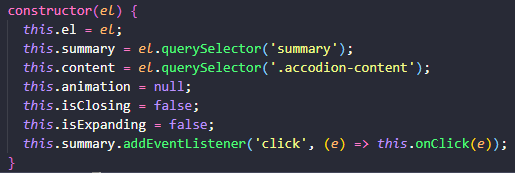 constructor(el) {
this.el = el;
this.summary = el.querySelector('summary');
this.content = el.querySelector('.accodion-content');
this.animation = null;
this.isClosing = false;
this.isExpanding = false;
this.summary.addEventListener('click', (e) => this.onClick(e));
}